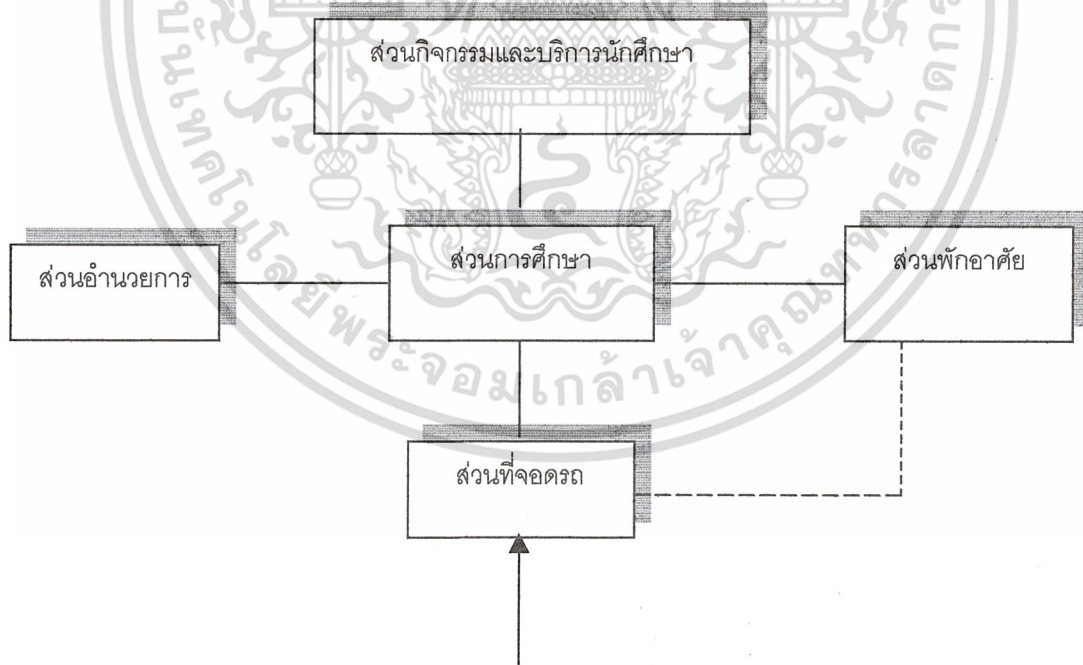 ส่วนกิจกรรมและบริการนักศึกษา
ส่วนอำนวยการ
ส่วนการศึกษา
ส่วนพักอาศัย
ส่วนที่จอดรถ